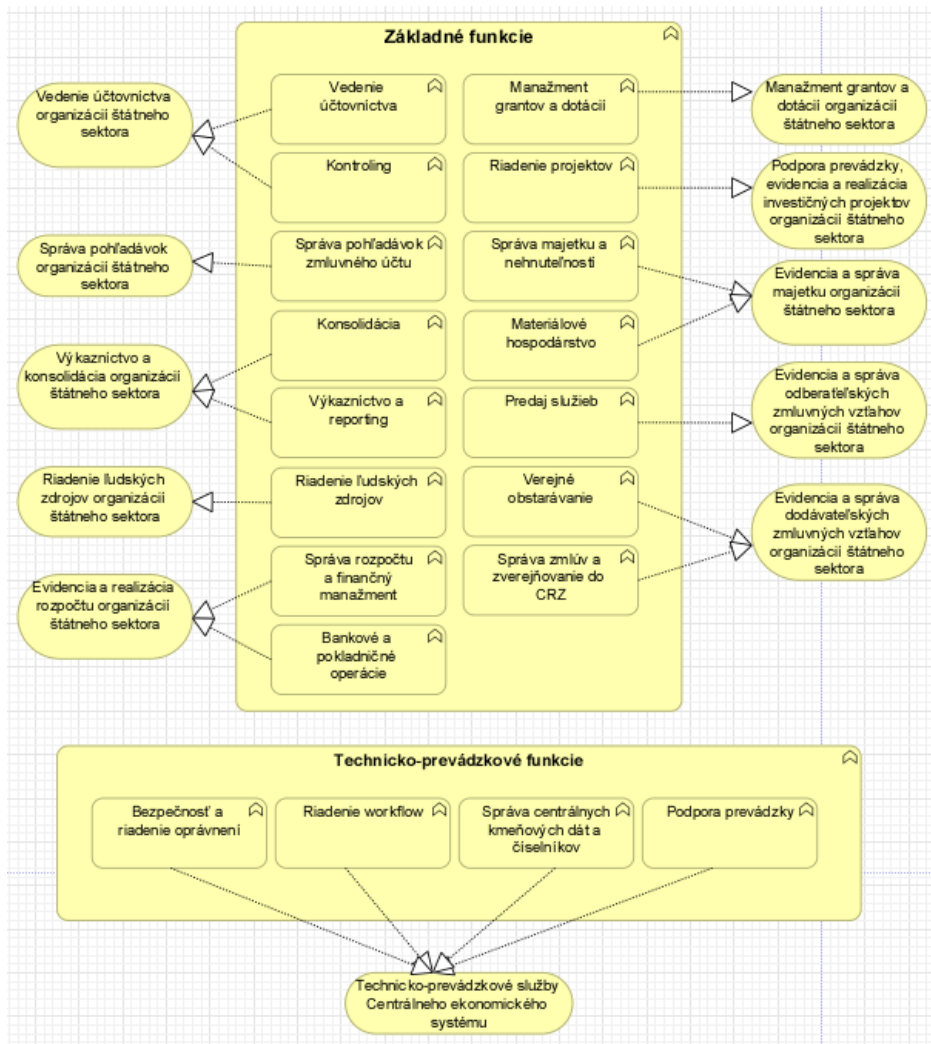 Základné funkcie
Vedenie účtovníctva
organizácií štátneho
sektora
Správa pohľadávok
organizácií štátneho
sektora
Výkazníctvo a
konsolidácia organizácií
štátneho sektora
Riadenie ľudských
zdrojov organizácií
štátneho sektora
Evidencia a realizácia
rozpočtu organizácií
štátneho sektora
Vedenie
účtovníctva
Kontroling
Správa pohľadávok
zmluvného účtu
Konsolidácia
Výkazníctvo a
reporting
Riadenie ľudských
zdrojov
Správa rozpočtu
a finančný
manažment
Bankové a
pokladničné
operácie
Manažment
grantov a dotácií
Riadenie projektov
Správa majetku a
nehnuteľností
Materiálové
hospodárstvo
Predaj služieb
Verejné
obstarávanie
Správa zmlúv a
zverejňovanie do
CRZ
Manažment grantov a
dotácií organizácií
štátneho sektora
Podpora prevádzky,
evidencia a realizácia
investičných projektov
organizácií štátneho
sektora
Evidencia a správa
majetku organizácií
štátneho sektora
Evidencia a správa
odberateľských
zmluvných vzťahov
organizácií štátneho
sektora
Evidencia a správa
dodávateľských
zmluvných vzťahov
organizácií štátneho
sektora
Technicko-prevádzkové funkcie
Bezpečnosť a
riadenie oprávnení
Riadenie workflow
Správa centrálnych
kmeňových dát a
číselníkov
Podpora prevádzky
Technicko-prevádzkové služby
Centrálneho ekonomického
systému